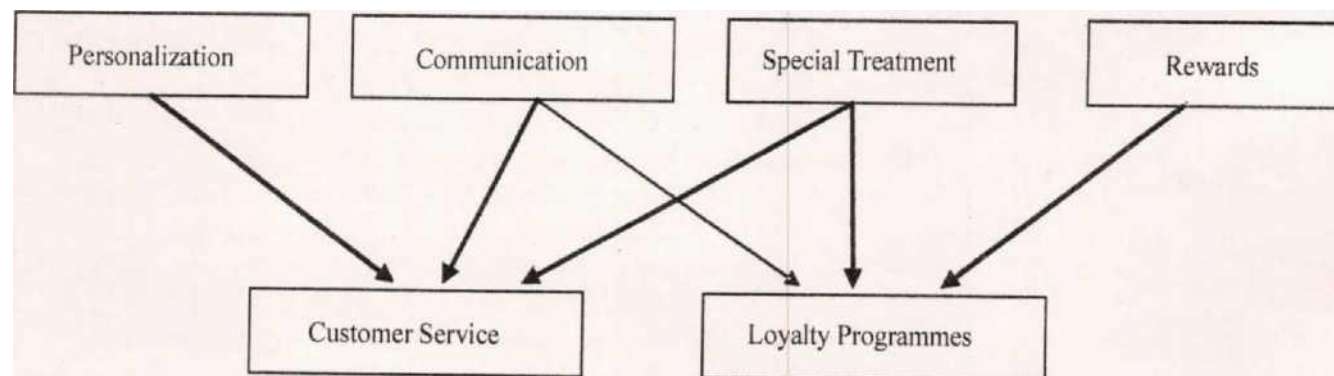 Personalization
Communication
Special Treatment
Rewards
Customer Service
Loyalty Programmes